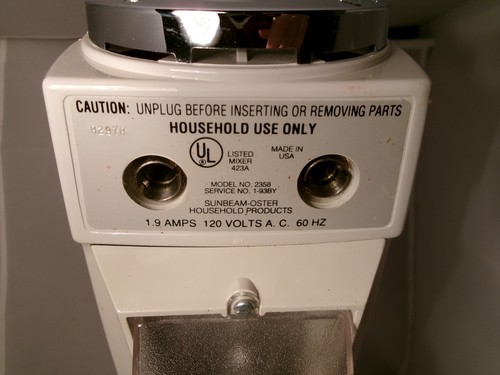 CAUTION: UNPLUG BEFORE INSERTING OR REMOVING PARTS
HOUSEHOLD USE ONLY
UL
LISTED
MIXER
423A
MADE IN
USA
MODEL NO. 2358
SERVICE NO. 1-93BY
SUNBEAM-OSTER
HOUSEHOLD PRODUCTS
1.9 AMPS 120 VOLTS A. C. 60 HZ